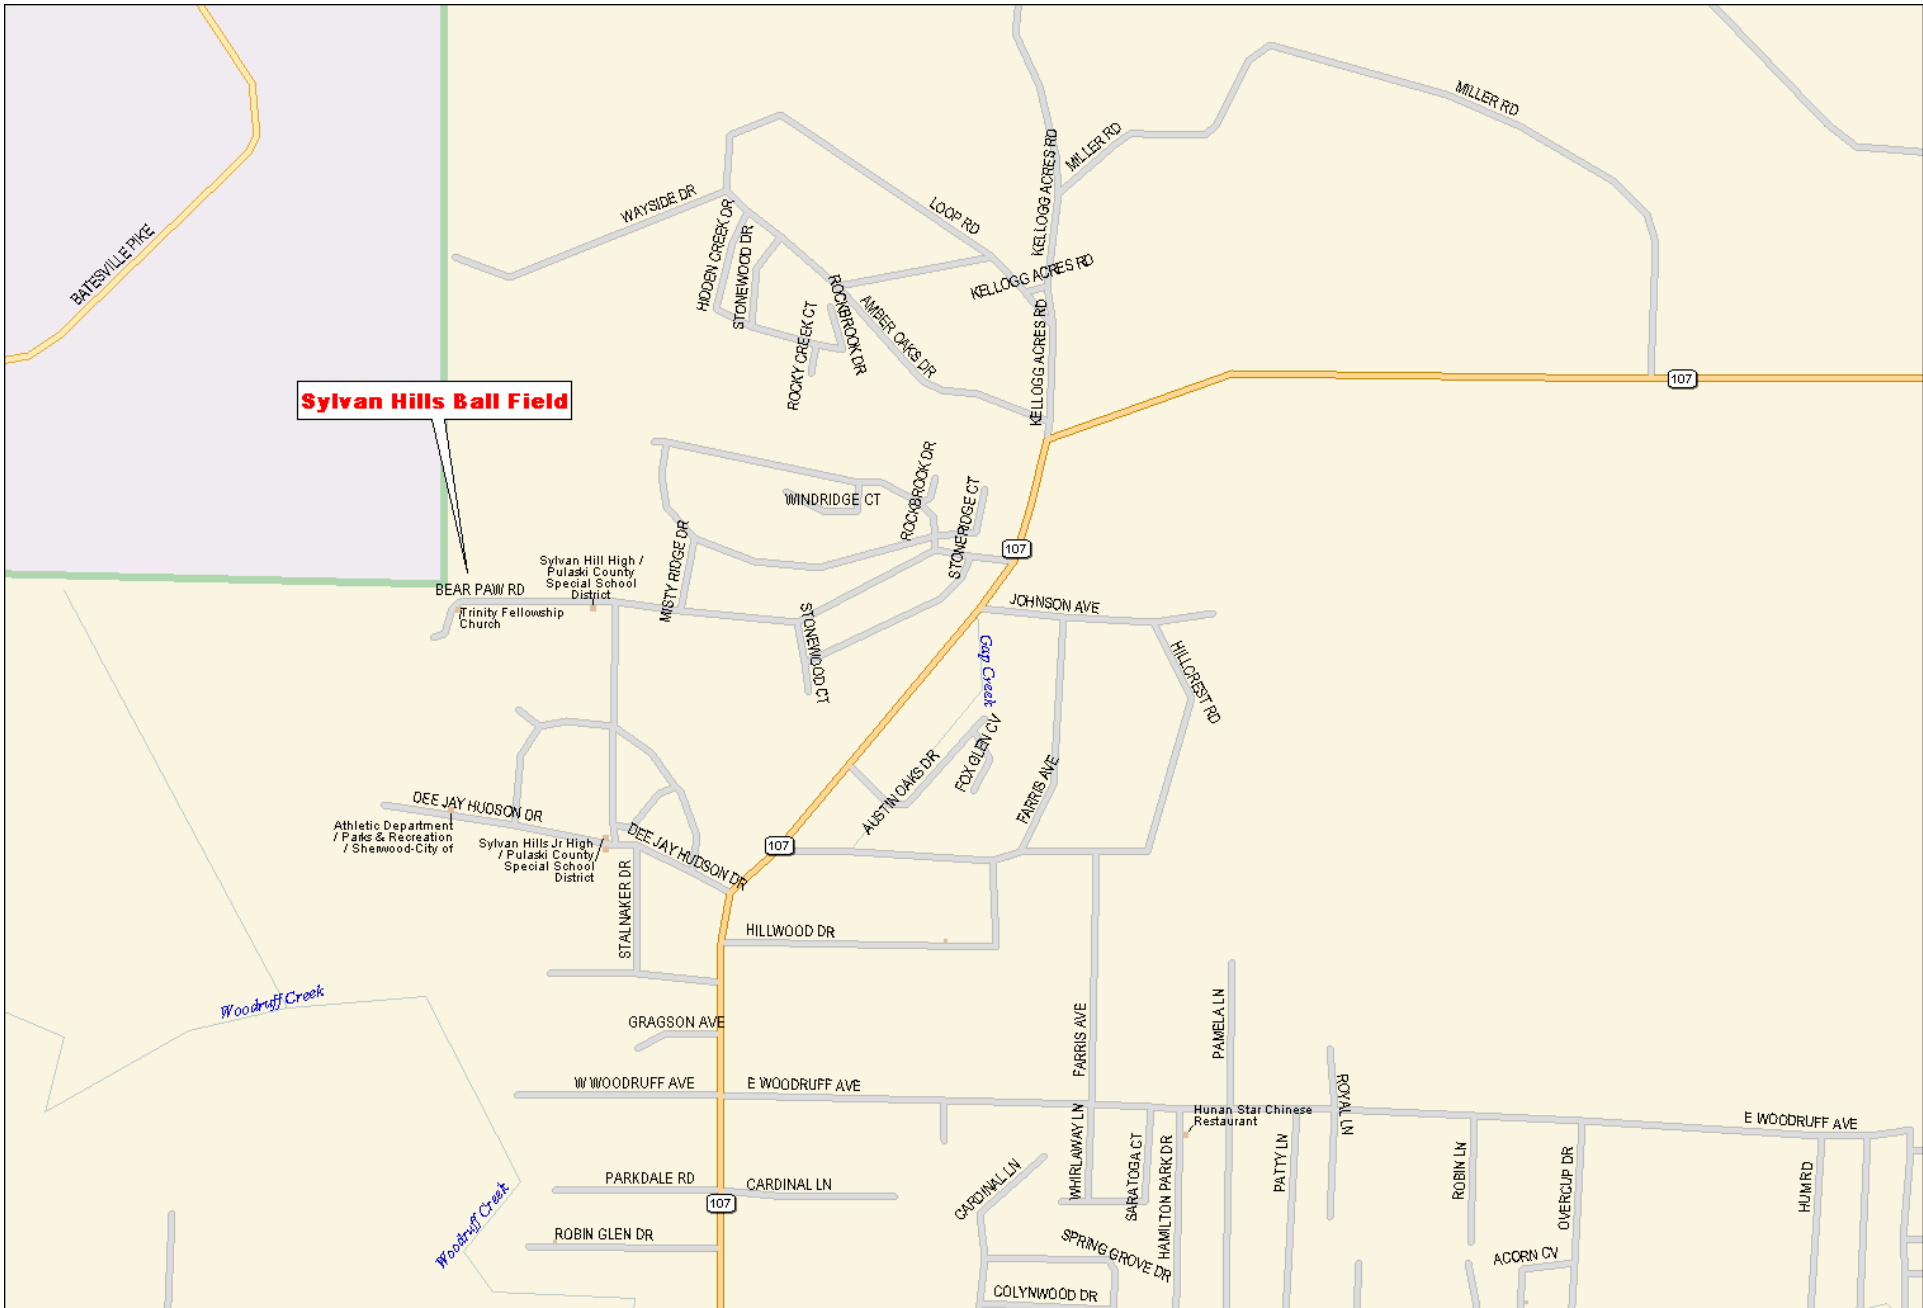 MILLER RD
MILLER RD
KELLOGG ACRES RD
WAYSIDE DR
LOOP RD
HIDDEN CREEK DR
STONEWOOD DR
BATESVILLE PIKE
KELLOGG ACRES RD
ROCKBROOK DR
AMBER OAKS DR
ROCKY CREEK CT
KELLOGG ACRES RD
107
Sylvan Hills Ball Field
ROCKBROOK DR
WINDRIDGE CT
STONERIDGE CT
107
MISTY RIDGE DR
Sylvan Hill High /
Pulaski County
Special School
District
BEAR PAW RD
Trinity Fellowship
Church
STONEWOOD CT
JOHNSON AVE
Gap Creek
HILLCREST RD
FOX GLEN CV
AUSTIN OAKS DR
FARRIS AVE
DEE JAY HUDSON DR
Athletic Department
/ Parks & Recreation
/ Sherwood-City of
Sylvan Hills Jr High
/ Pulaski County
Special School
District
DEE JAY HUDSON DR
107
STALNAKER DR
HILLWOOD DR
Woodruff Creek
GRAGSON AVE
FARRIS AVE
PAMELA LN
W WOODRUFF AVE
E WOODRUFF AVE
ROYAL LN
Hunan Star Chinese
Restaurant
E WOODRUFF AVE
WHIRLAWAY LN
SARATOGA CT
HAMILTON PARK DR
PATTY LN
ROBIN LN
OVERCUP DR
HUM RD
PARKDALE RD
CARDINAL LN
CARDINAL LN
107
Woodruff Creek
ROBIN GLEN DR
SPRING GROVE DR
ACORN CV
COLYNWOOD DR